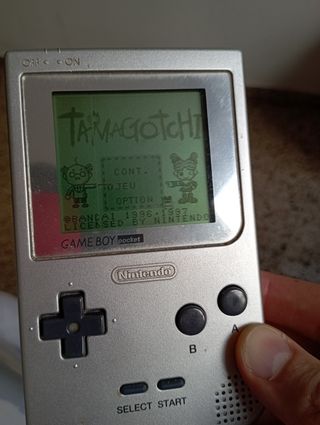 OFF ON
TAMAGOTCHI
CONT.
JEU
OPTION
©BANDAI 1996・1997
LICENSED BY NINTENDO
GAME BOY pocket
Nintendo
A
B
SELECT START